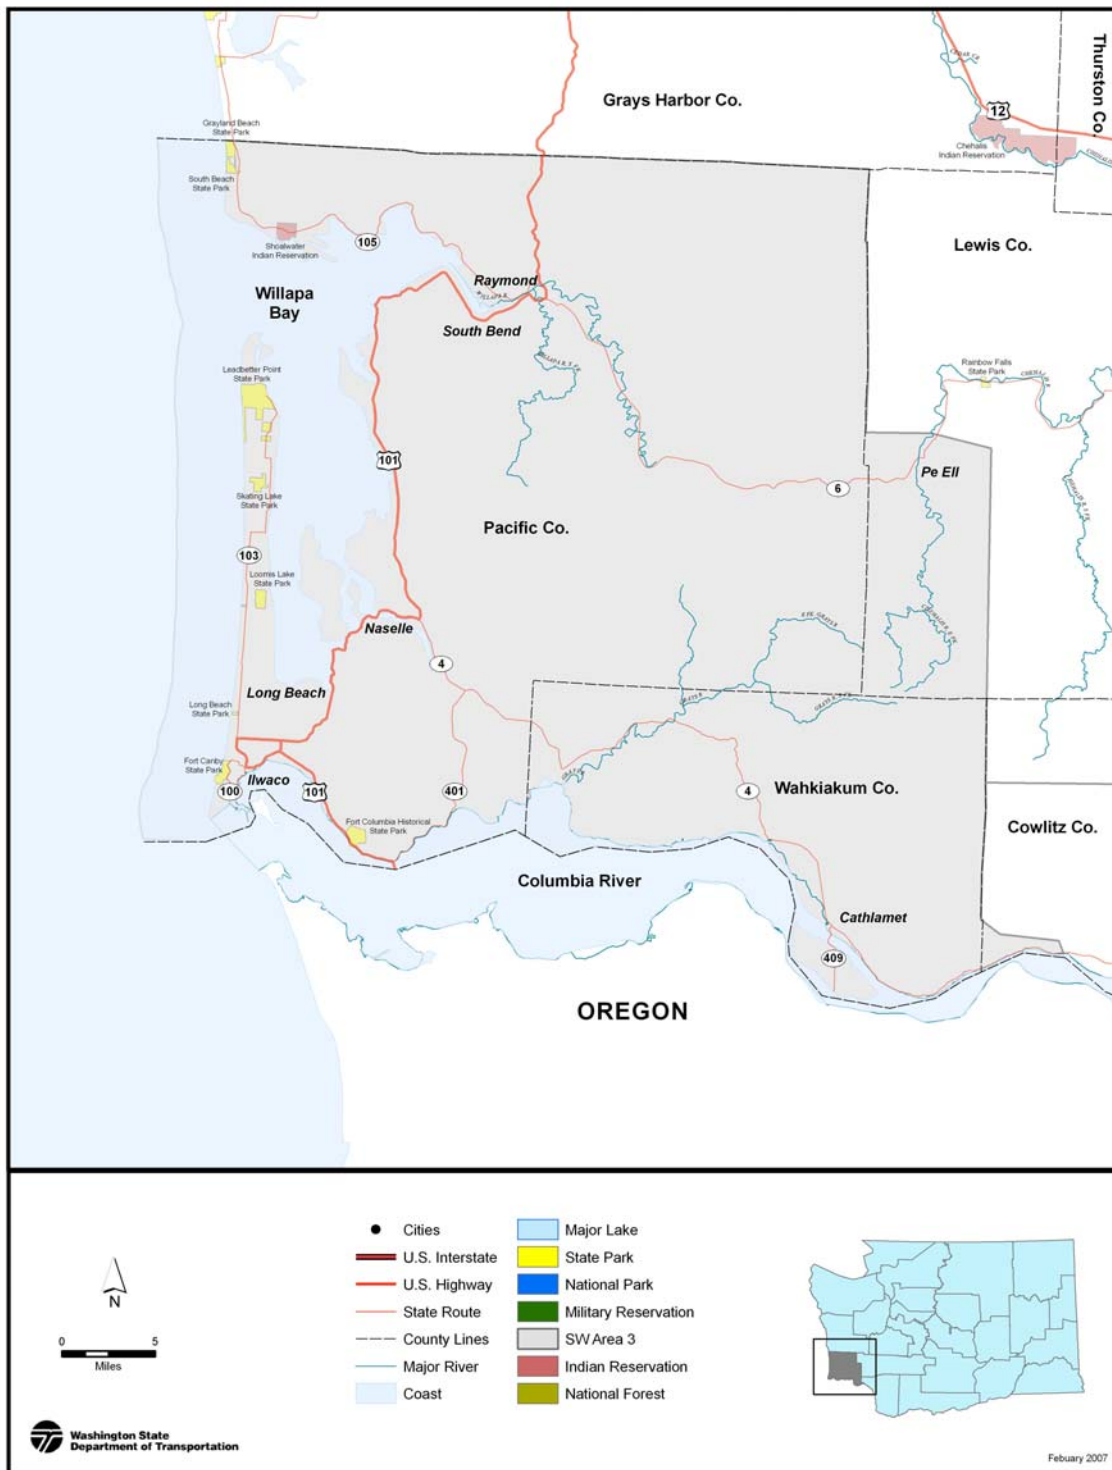 Thurston Co.
CEDAR CR
Grays Harbor Co.
12
Grayland Beach
State Park
Chehalis
Indian Reservation
South Beach
State Park
Lewis Co.
105
Shoalwater
Indian Reservation
Raymond
Willapa
Bay
WILLAPA R.
South Bend
Rainbow Falls
State Park
CHEHALIS R.
Leadbetter Point
State Park
101
Pe Ell
6
Skating Lake
State Park
Pacific Co.
103
Loomis Lake
State Park
Naselle
4
Long Beach
Long Beach
State Park
Fort Canby
State Park
Ilwaco
100
101
401
4
Wahkiakum Co.
Fort Columbia Historical
State Park
Cowlitz Co.
Columbia River
Cathlamet
409
OREGON
N
0 5
Miles
Cities
U.S. Interstate
U.S. Highway
State Route
County Lines
Major River
Coast
Major Lake
State Park
National Park
Military Reservation
SW Area 3
Indian Reservation
National Forest
Washington State
Department of Transportation
Febuary 2007